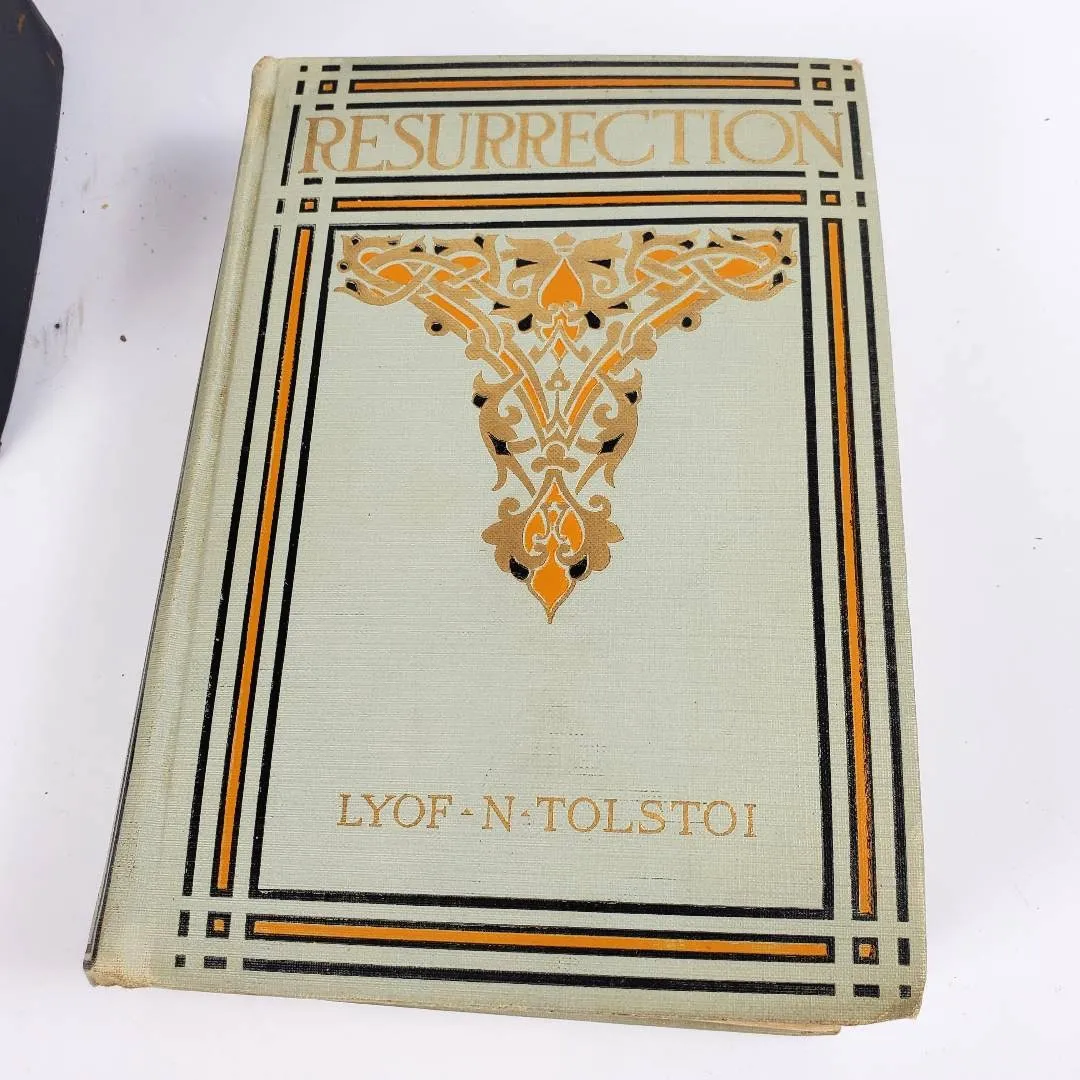 RESURRECTION
LYOF · N · TOLSTOI